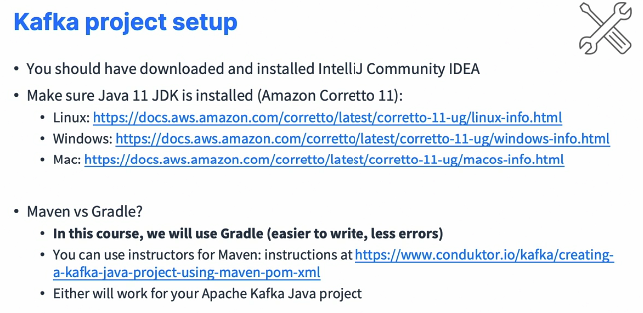 Kafka project setup
• You should have downloaded and installed IntelliJ Community IDEA
• Make sure Java 11 JDK is installed (Amazon Corretto 11):
• Linux: https://docs.aws.amazon.com/corretto/latest/corretto-11-ug/linux-info.html
• Windows: https://docs.aws.amazon.com/corretto/latest/corretto-11-ug/windows-info.html
• Mac: https://docs.aws.amazon.com/corretto/latest/corretto-11-ug/macos-info.html
• Maven vs Gradle?
• In this course, we will use Gradle (easier to write, less errors)
• You can use instructors for Maven: instructions at https://www.conduktor.io/kafka/creating-
a-kafka-java-project-using-maven-pom-xml
• Either will work for your Apache Kafka Java project